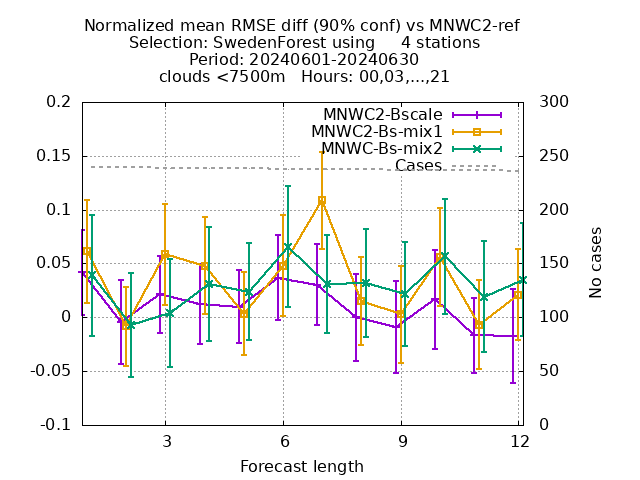 Normalized mean RMSE diff (90% conf) vs MNWC2-ref
Selection: SwedenForest using 4 stations
Period: 20240601-20240630
clouds <7500m Hours: 00,03,...,21
0.2
0.15
0.1
0.05
0
-0.05
-0.1
300
250
200
150
100
50
0
MNWC2-Bscale
MNWC2-Bs-mix1
MNWC-Bs-mix2
Cases
No cases
3
6
9
12
Forecast length